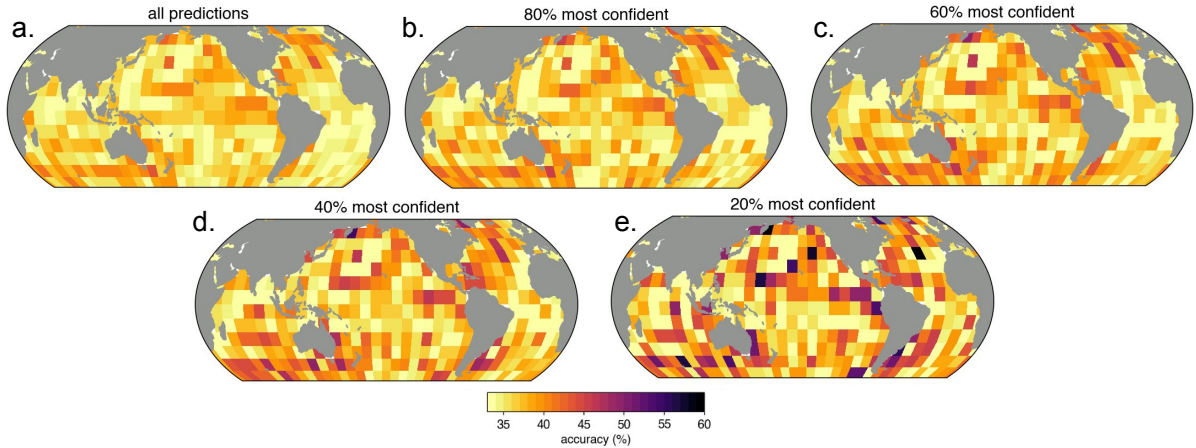 a.
all predictions
b.
80% most confident
c.
60% most confident
d.
40% most confident
e.
20% most confident
35 40 45 50 55 60
accuracy (%)